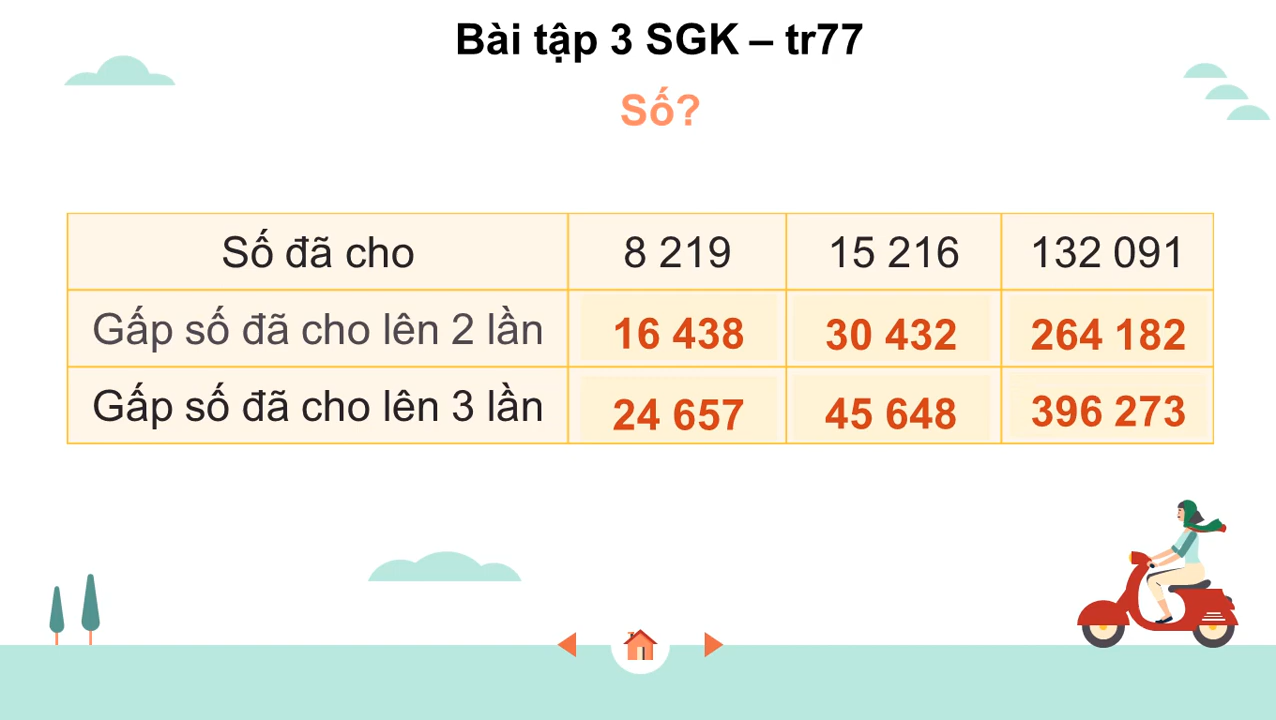 Bài tập 3 SGK – tr77
Số?
Số đã cho 8 219 15 216 132 091
Gấp số đã cho lên 2 lần 16 438 30 432 264 182
Gấp số đã cho lên 3 lần 24 657 45 648 396 273